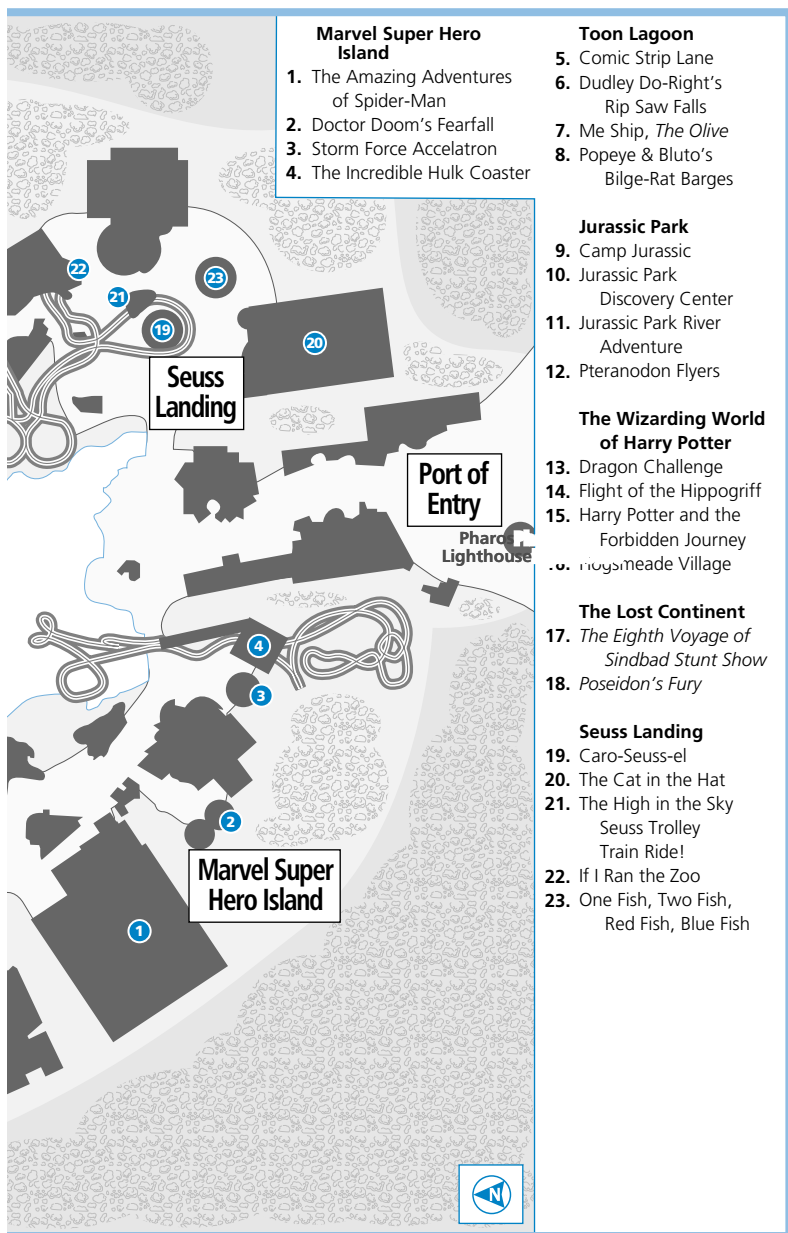 Marvel Super Hero
Island
1. The Amazing Adventures
of Spider-Man
2. Doctor Doom's Fearfall
3. Storm Force Accelatron
4. The Incredible Hulk Coaster
Toon Lagoon
5. Comic Strip Lane
6. Dudley Do-Right's
Rip Saw Falls
7. Me Ship, The Olive
8. Popeye & Bluto's
Bilge-Rat Barges
Jurassic Park
9. Camp Jurassic
10. Jurassic Park
Discovery Center
11. Jurassic Park River
Adventure
12. Pteranodon Flyers
The Wizarding World
of Harry Potter
13. Dragon Challenge
14. Flight of the Hippogriff
15. Harry Potter and the
Forbidden Journey
16. Hogsmeade Village
The Lost Continent
17. The Eighth Voyage of
Sindbad Stunt Show
18. Poseidon's Fury
Seuss Landing
19. Caro-Seuss-el
20. The Cat in the Hat
21. The High in the Sky
Seuss Trolley
Train Ride!
22. If I Ran the Zoo
23. One Fish, Two Fish,
Red Fish, Blue Fish
22
23
21
19
20
Seuss
Landing
Port of
Entry
Pharos
Lighthouse
4
3
2
Marvel Super
Hero Island
1
N